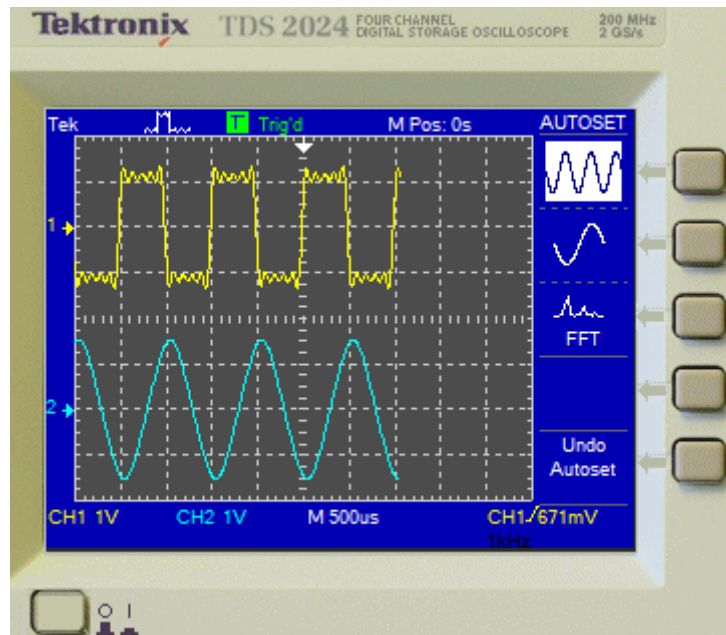 Tektronix TDS 2024 FOUR CHANNEL DIGITAL STORAGE OSCILLOSCOPE 200 MHz 2 GS/s
Tek T Trig'd M Pos: 0s AUTOSET
1
FFT
2
Undo
Autoset
CH1 1V CH2 1V M 500us CH1 671mV
1kHz
O I